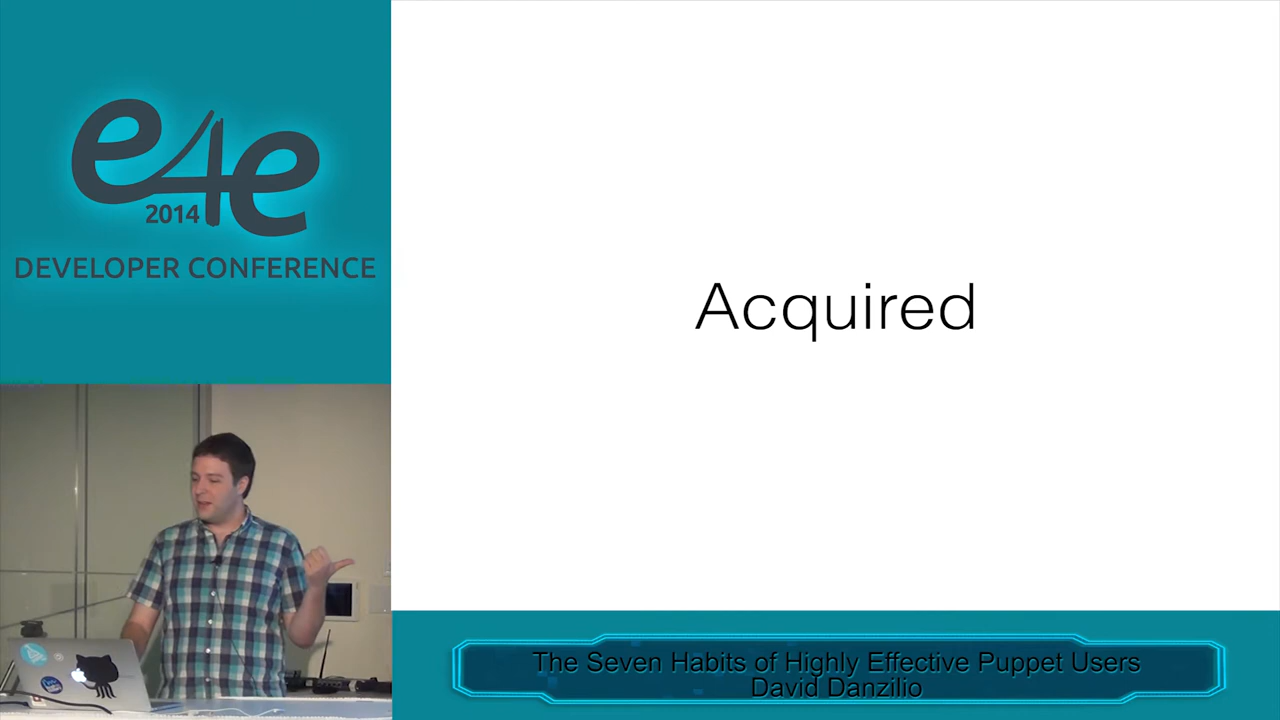 e4e
2014
DEVELOPER CONFERENCE
Acquired
The Seven Habits of Highly Effective Puppet Users
David Danzilio